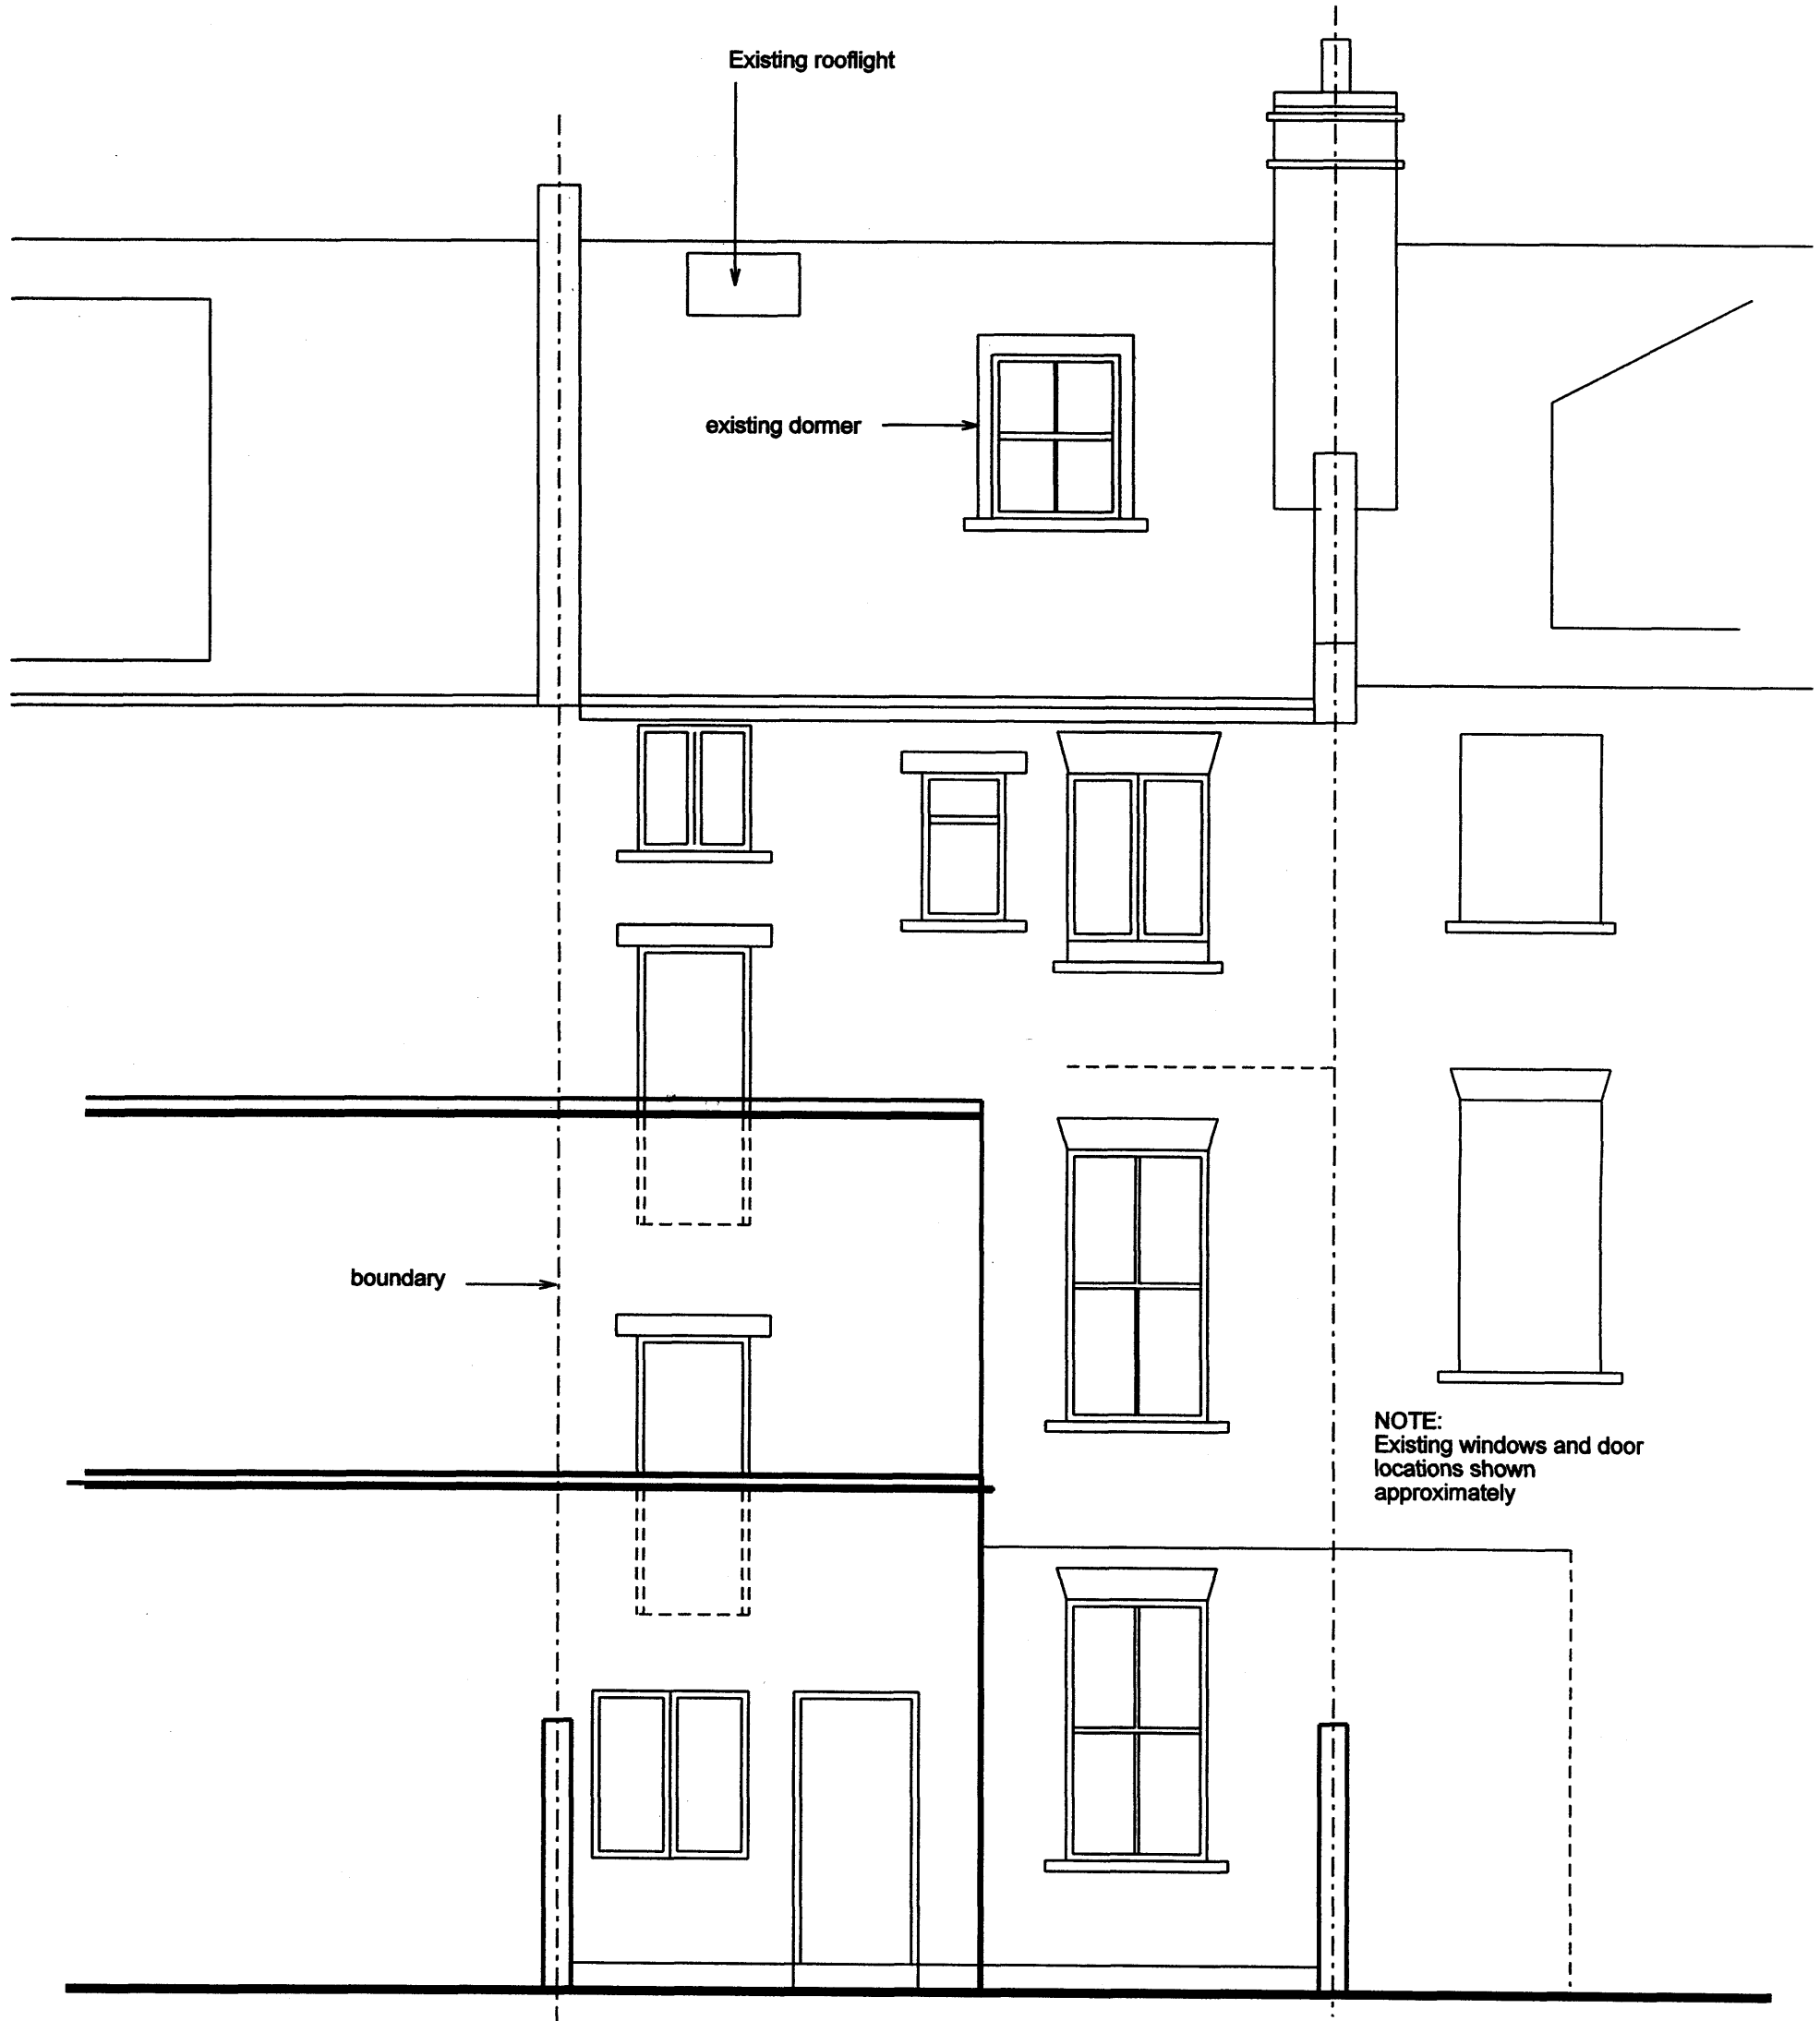 Existing rooflight
existing dormer
boundary
NOTE:
Existing windows and door
locations shown
approximately